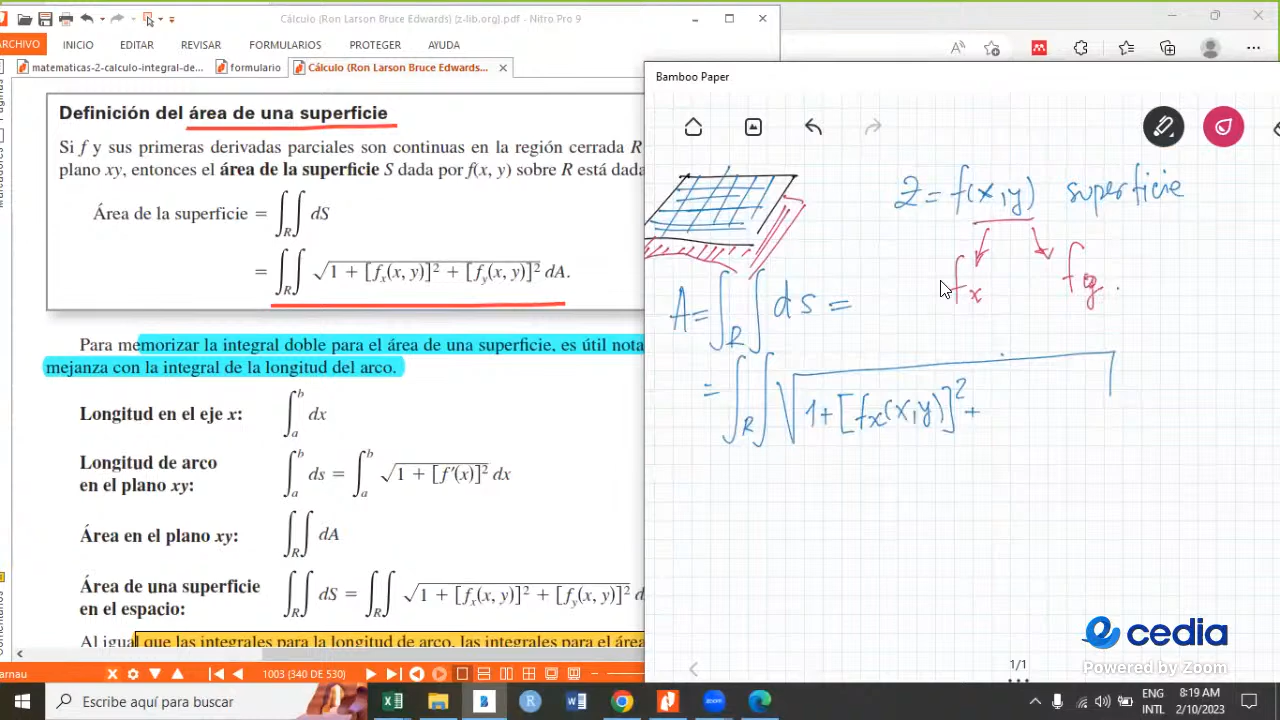 Cálculo (Ron Larson Bruce Edwards) (z-lib.org).pdf - Nitro Pro 9
ARCHIVO INICIO EDITAR REVISAR FORMULARIOS PROTEGER AYUDA
matematicas-2-calculo-integral-de... formulario Cálculo (Ron Larson Bruce Edwards...
Definición del área de una superficie
Si f y sus primeras derivadas parciales son continuas en la región cerrada R
plano xy, entonces el área de la superficie S dada por f(x, y) sobre R está dada
Área de la superficie = ∫_R∫ dS
= ∫_R∫ √1 + [f_x(x, y)]² + [f_y(x, y)]² dA.
Para memorizar la integral doble para el área de una superficie, es útil nota
mejanza con la integral de la longitud del arco.
Longitud en el eje x: ∫_a^b dx
Longitud de arco
en el plano xy: ∫_a^b ds = ∫_a^b √1 + [f′(x)]² dx
Área en el plano xy: ∫_R∫ dA
Área de una superficie
en el espacio: ∫_R∫ dS = ∫_R∫ √1 + [f_x(x, y)]² + [f_y(x, y)]² d
Al igual que las integrales para la longitud de arco, las integrales para el área
arnau
1003 (340 DE 530)
Bamboo Paper
Z = f(x,y) superficie
f_x f_y.
A = ∫_R∫ ds =
= ∫_R∫ √1+[f_x(x,y)]² +
1/1
cedia
Powered by Zoom
Escribe aquí para buscar
ENG
INTL
8:19 AM
2/10/2023